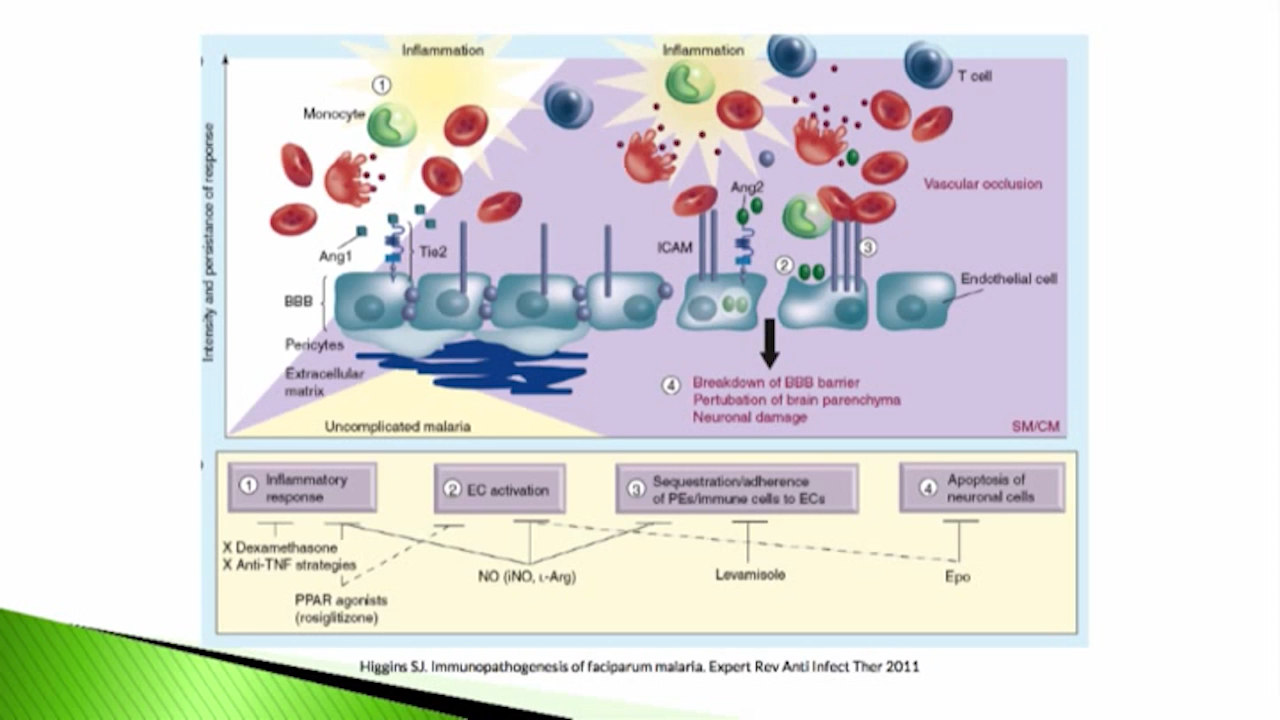 Inflammation
Inflammation
T cell
①
Monocyte
Intensity and persistance of response
Vascular occlusion
Ang2
Ang1
Tie2
ICAM
③
②
Endothelial cell
BBB
Pericytes
Extracellular
matrix
④ Breakdown of BBB barrier
Pertubation of brain parenchyma
Neuronal damage
Uncomplicated malaria
SM/CM
① Inflammatory
response
② EC activation
③ Sequestration/adherence
of PEs/immune cells to ECs
④ Apoptosis of
neuronal cells
X Dexamethasone
X Anti-TNF strategies
PPAR agonists
(rosiglitizone)
NO (iNO, L-Arg)
Levamisole
Epo
Higgins SJ. Immunopathogenesis of faciparum malaria. Expert Rev Anti Infect Ther 2011